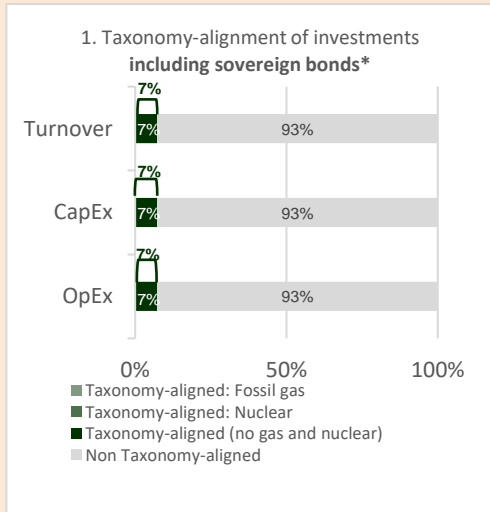 1. Taxonomy-alignment of investments
including sovereign bonds*
7%
Turnover 7% 93%
7%
CapEx 7% 93%
7%
OpEx 7% 93%
0% 50% 100%
Taxonomy-aligned: Fossil gas
Taxonomy-aligned: Nuclear
Taxonomy-aligned (no gas and nuclear)
Non Taxonomy-aligned